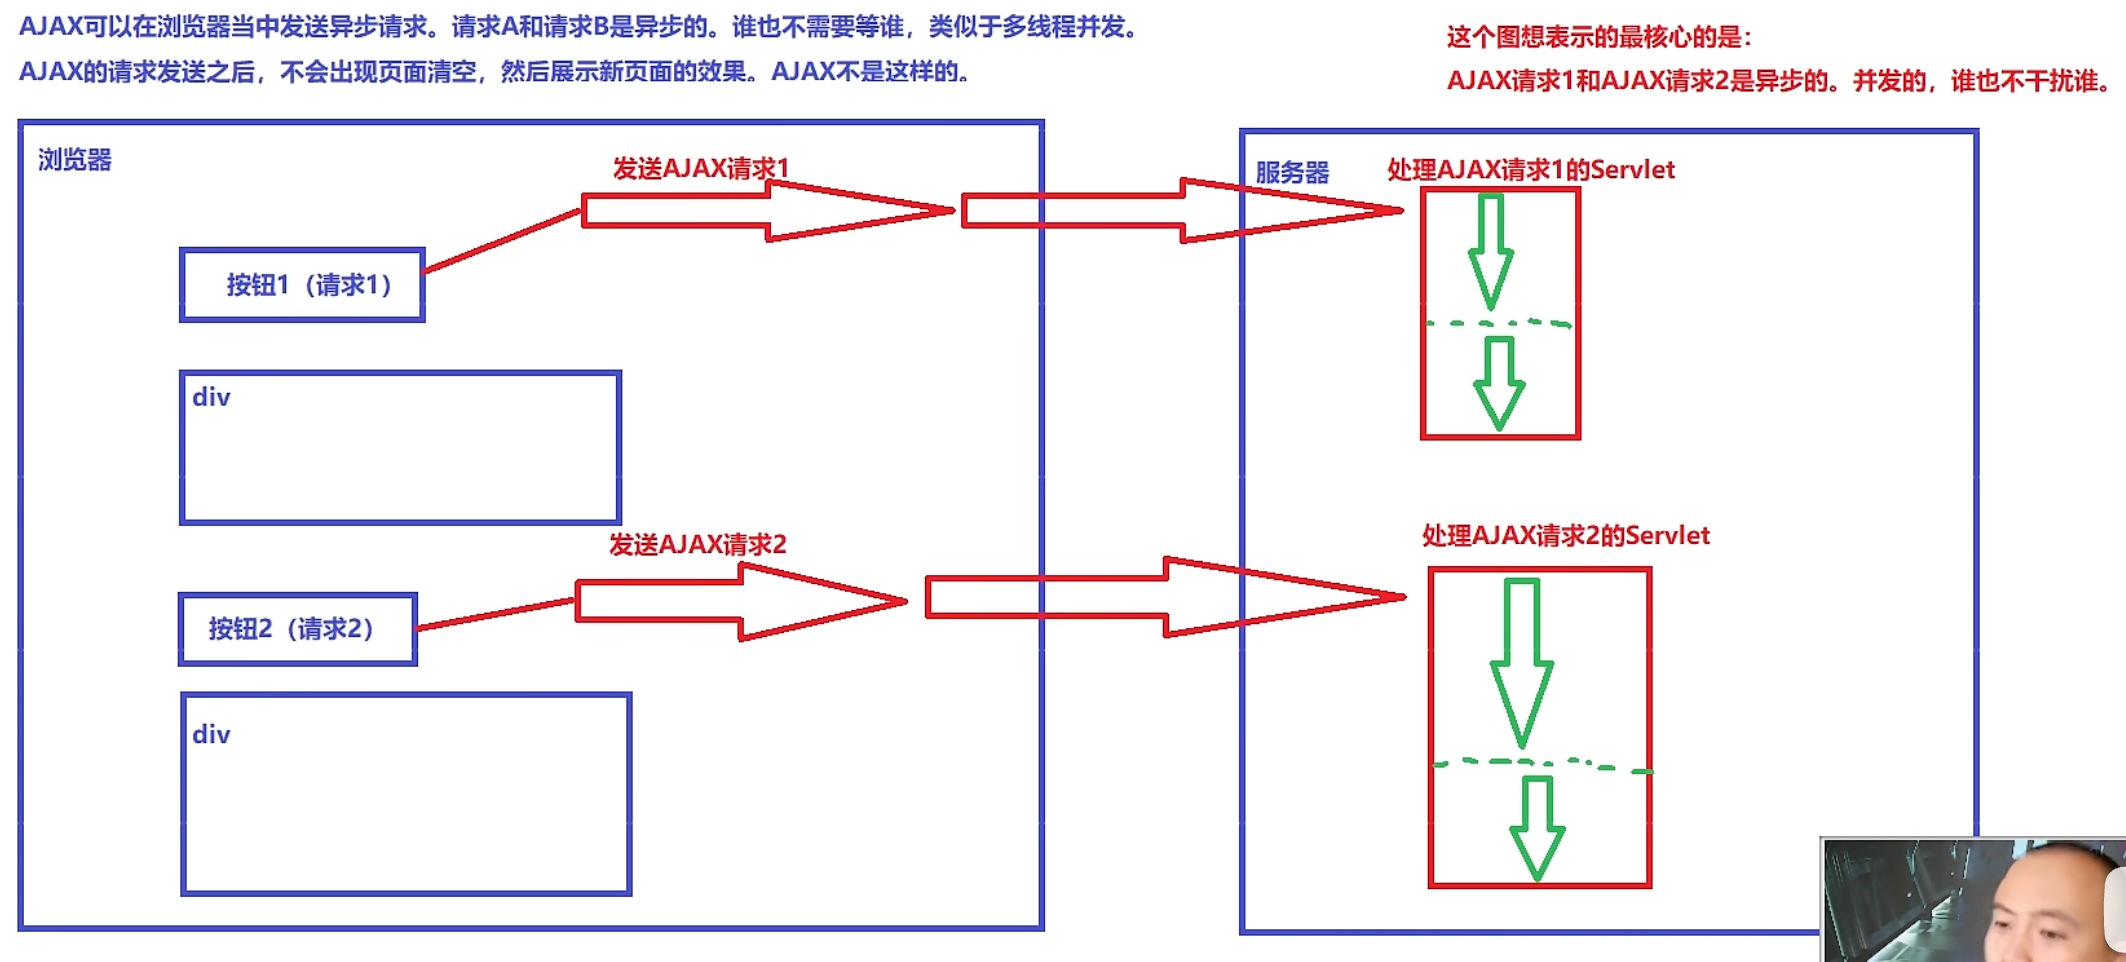 AJAX可以在浏览器当中发送异步请求。请求A和请求B是异步的。谁也不需要等谁，类似于多线程并发。
AJAX的请求发送之后，不会出现页面清空，然后展示新页面的效果。AJAX不是这样的。
这个图想表示的最核心的是：
AJAX请求1和AJAX请求2是异步的。并发的，谁也不干扰谁。
浏览器
发送AJAX请求1
服务器
处理AJAX请求1的Servlet
按钮1（请求1）
div
发送AJAX请求2
处理AJAX请求2的Servlet
按钮2（请求2）
div